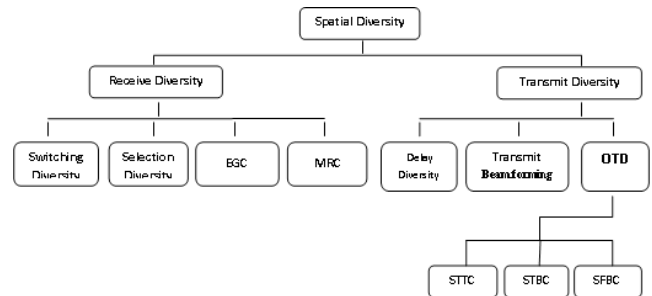 Spatial Diversity
Receive Diversity
Transmit Diversity
Switching
Diversity
Selection
Diversity
EGC
MRC
Delay
Diversity
Transmit
Beamforming
OTD
STTC
STBC
SFBC